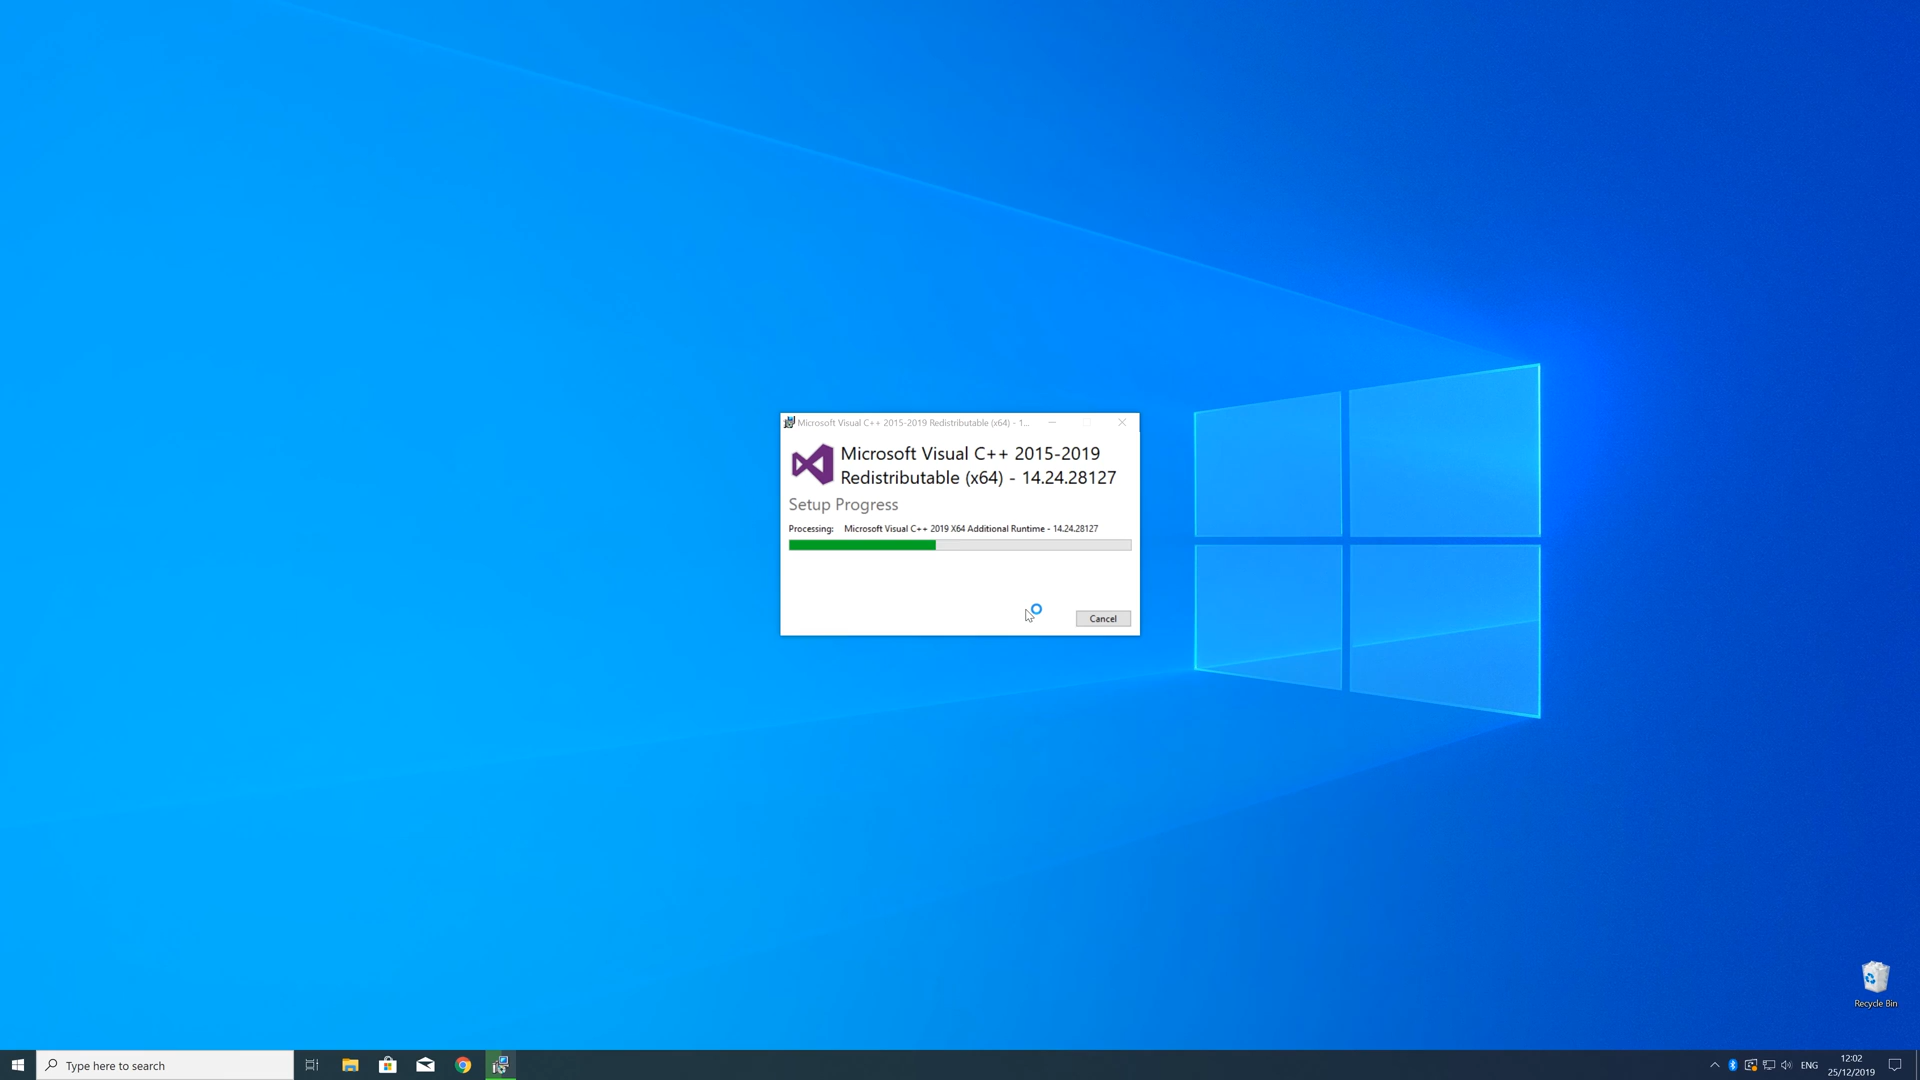 Microsoft Visual C++ 2015-2019 Redistributable (x64) - 1...
Microsoft Visual C++ 2015-2019
Redistributable (x64) - 14.24.28127
Setup Progress
Processing: Microsoft Visual C++ 2019 X64 Additional Runtime - 14.24.28127
Cancel
Recycle Bin
Type here to search
ENG
12:02
25/12/2019